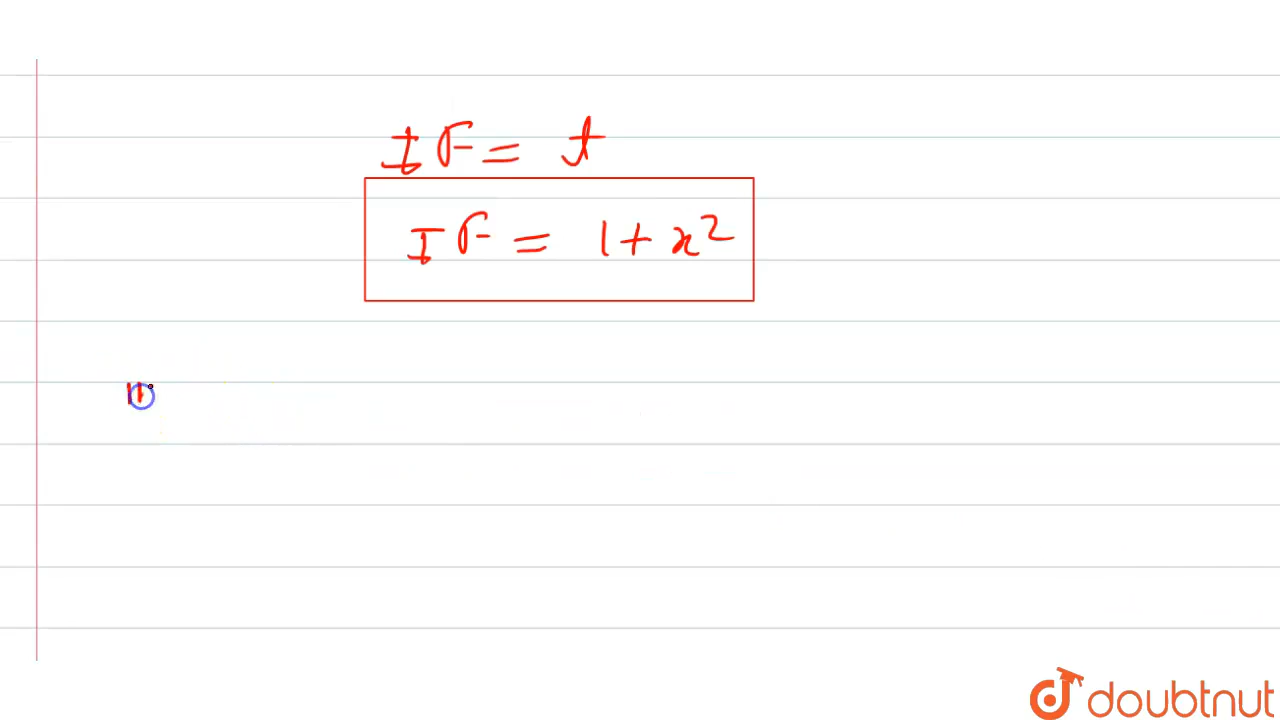 IF = t
IF = 1 + x²
doubtnut